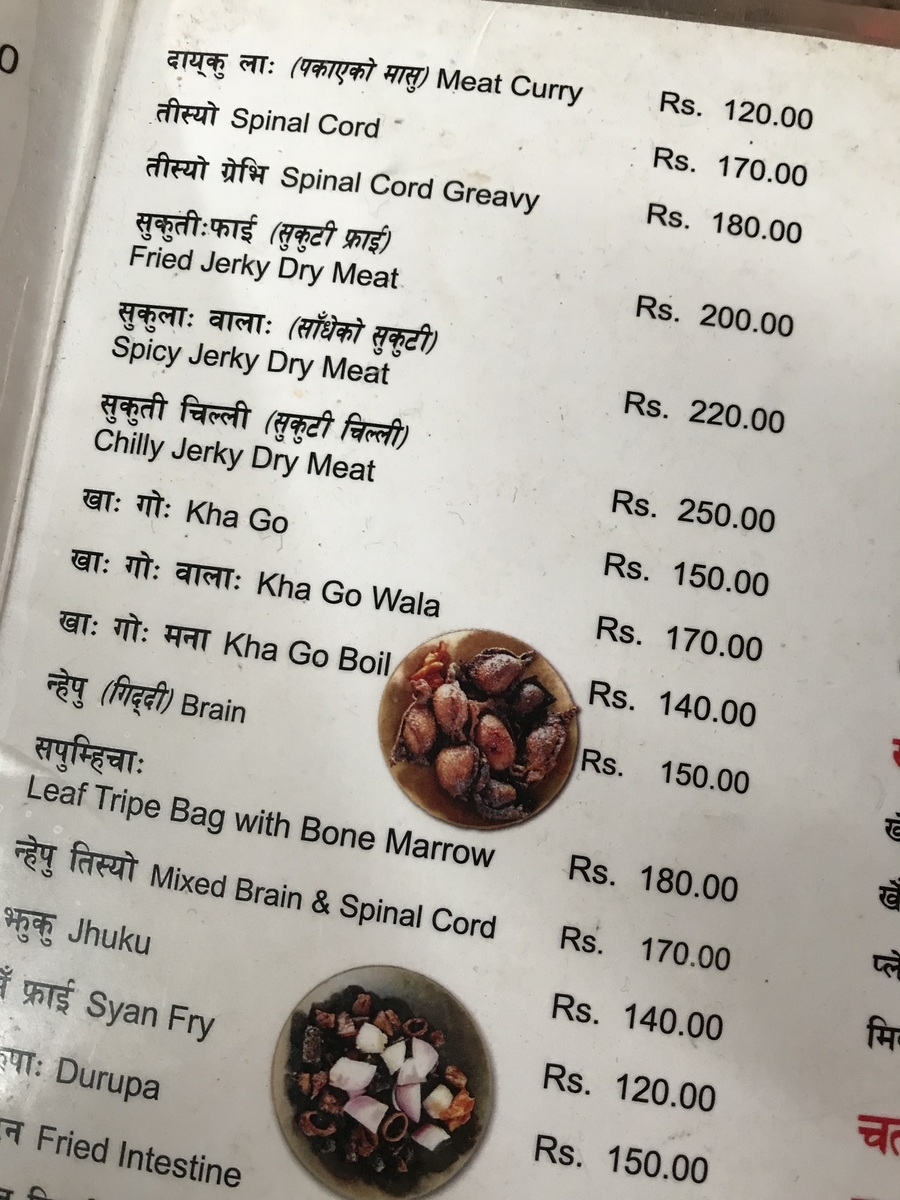 0
दाय्कु लाः (पकाएको मासु) Meat Curry Rs. 120.00
तीस्यो Spinal Cord Rs. 170.00
तीस्यो ग्रेभि Spinal Cord Greavy Rs. 180.00
सुकुतीःफाई (सुकुटी फ्राई)
Fried Jerky Dry Meat Rs. 200.00
सुकुलाः वालाः (साँधेको सुकुटी)
Spicy Jerky Dry Meat Rs. 220.00
सुकुती चिल्ली (सुकुटी चिल्ली)
Chilly Jerky Dry Meat Rs. 250.00
खाः गोः Kha Go Rs. 150.00
खाः गोः वालाः Kha Go Wala Rs. 170.00
खाः गोः मना Kha Go Boil Rs. 140.00
न्हेपु (गिद्दी) Brain Rs. 150.00
सपुम्हिचाः
Leaf Tripe Bag with Bone Marrow Rs. 180.00
न्हेपु तिस्यो Mixed Brain & Spinal Cord Rs. 170.00
झुकु Jhuku Rs. 140.00
फ्राई Syan Fry Rs. 120.00
Durupa Rs. 150.00
Fried Intestine